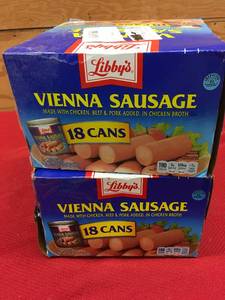 Libby's
VIENNA SAUSAGE
MADE WITH CHICKEN, BEEF & PORK ADDED, IN CHICKEN BROTH
18 CANS
Libby's
VIENNA SAUSAGE
MADE WITH CHICKEN, BEEF & PORK ADDED, IN CHICKEN BROTH
18 CANS